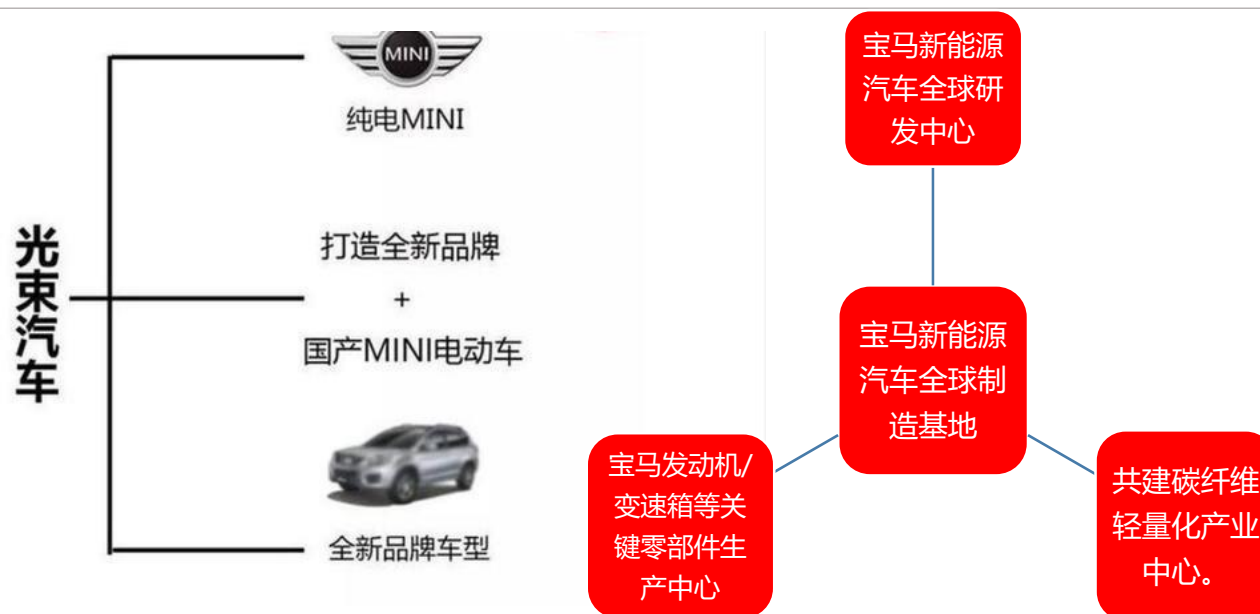 光束汽车
MINI
纯电MINI
打造全新品牌
+
国产MINI电动车
全新品牌车型
宝马新能源
汽车全球研
发中心
宝马新能源
汽车全球制
造基地
宝马发动机/
变速箱等关
键零部件生
产中心
共建碳纤维
轻量化产业
中心。